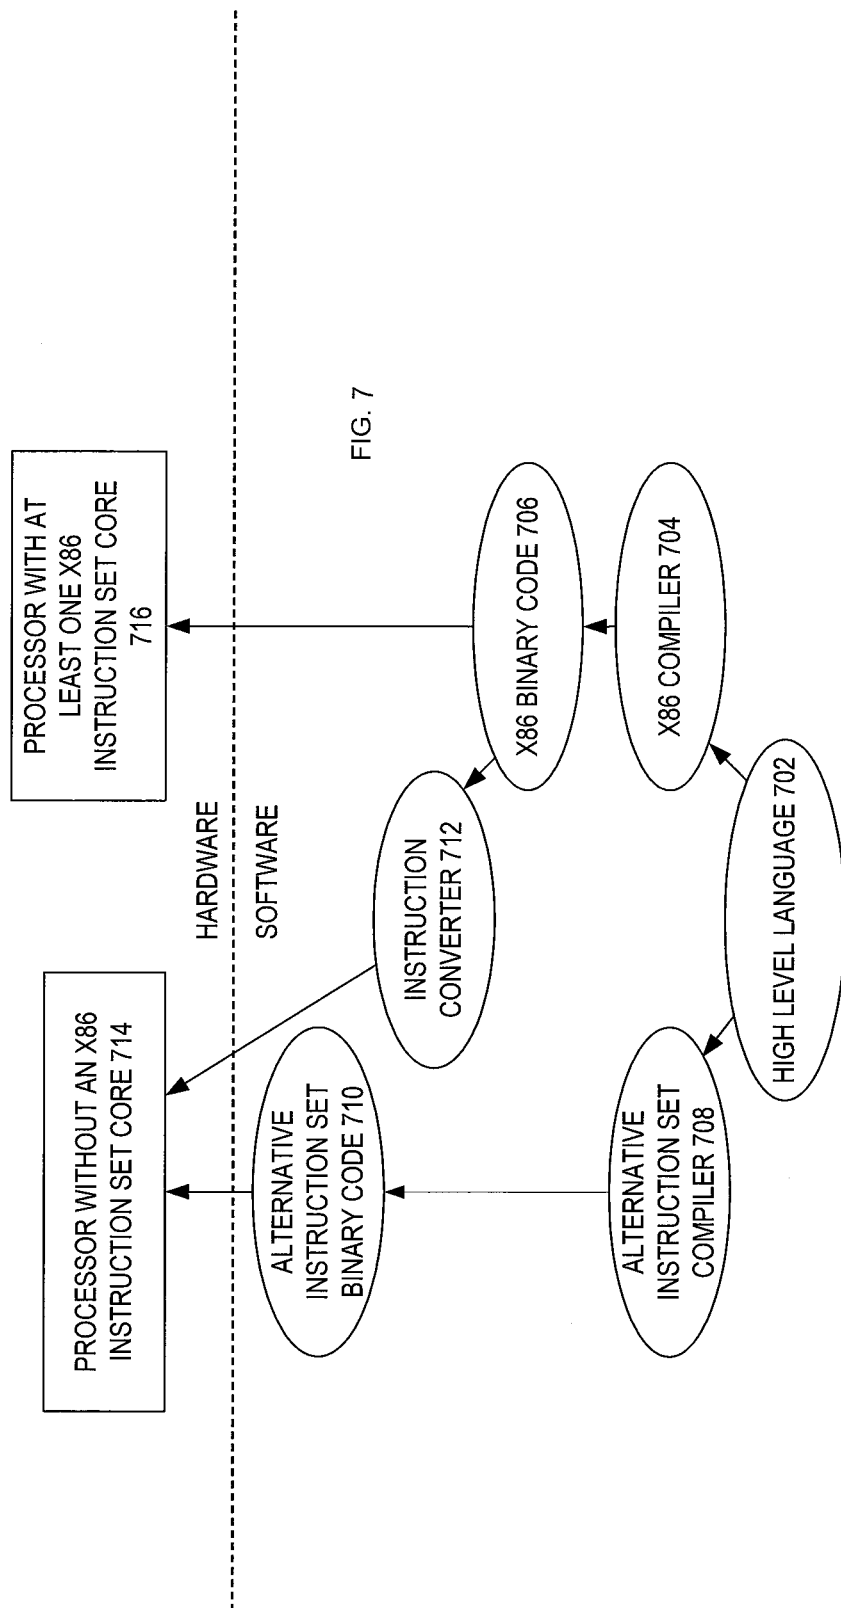 PROCESSOR WITHOUT AN X86
INSTRUCTION SET CORE 714
PROCESSOR WITH AT
LEAST ONE X86
INSTRUCTION SET CORE
716
HARDWARE
SOFTWARE
ALTERNATIVE
INSTRUCTION SET
BINARY CODE 710
INSTRUCTION
CONVERTER 712
FIG. 7
X86 BINARY CODE 706
ALTERNATIVE
INSTRUCTION SET
COMPILER 708
X86 COMPILER 704
HIGH LEVEL LANGUAGE 702